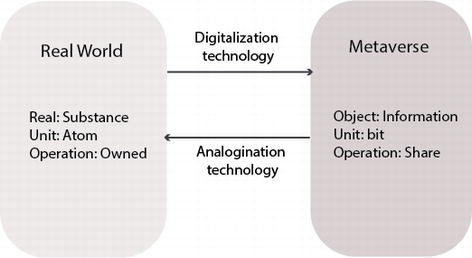 Real World
Real: Substance
Unit: Atom
Operation: Owned
Digitalization
technology
Analogination
technology
Metaverse
Object: Information
Unit: bit
Operation: Share